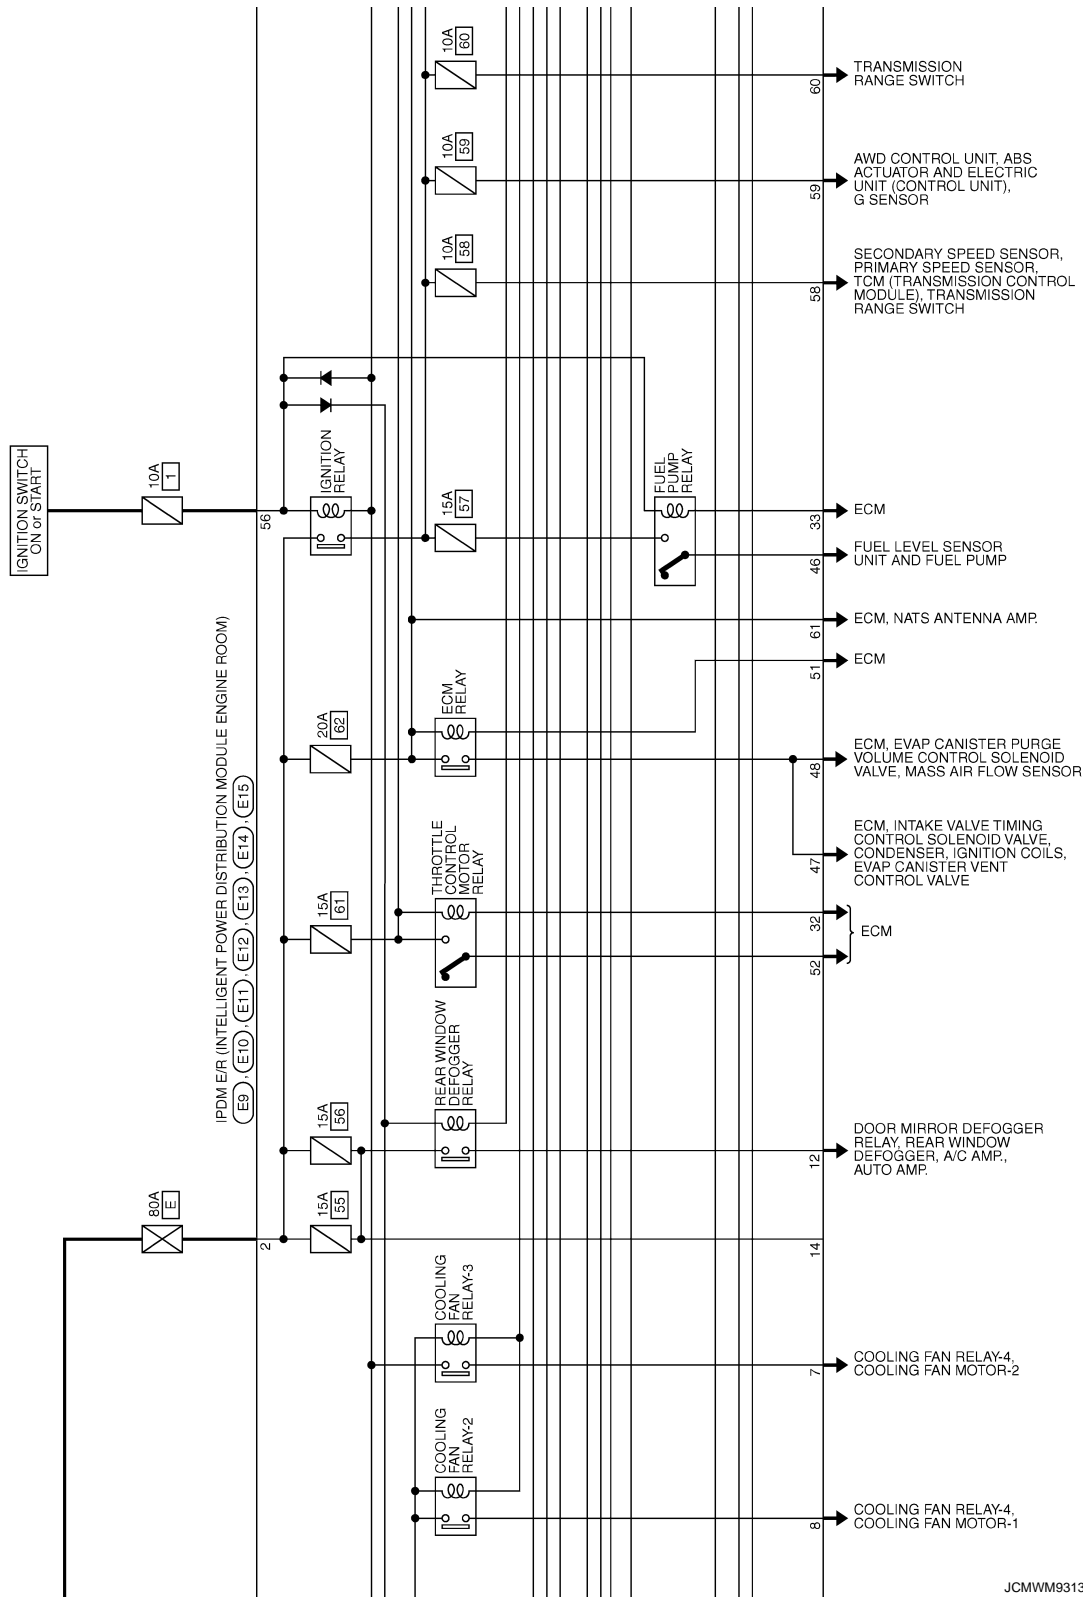 10A
60
60
TRANSMISSION
RANGE SWITCH
10A
59
59
AWD CONTROL UNIT, ABS
ACTUATOR AND ELECTRIC
UNIT (CONTROL UNIT),
G SENSOR
10A
58
58
SECONDARY SPEED SENSOR,
PRIMARY SPEED SENSOR,
TCM (TRANSMISSION CONTROL
MODULE), TRANSMISSION
RANGE SWITCH
IGNITION SWITCH
ON or START
10A
1
56
IGNITION
RELAY
15A
57
FUEL
PUMP
RELAY
33
ECM
46
FUEL LEVEL SENSOR
UNIT AND FUEL PUMP
61
ECM, NATS ANTENNA AMP.
51
ECM
IPDM E/R (INTELLIGENT POWER DISTRIBUTION MODULE ENGINE ROOM)
E9 , E10 , E11 , E12 , E13 , E14 , E15
20A
62
ECM
RELAY
48
ECM, EVAP CANISTER PURGE
VOLUME CONTROL SOLENOID
VALVE, MASS AIR FLOW SENSOR
47
ECM, INTAKE VALVE TIMING
CONTROL SOLENOID VALVE,
CONDENSER, IGNITION COILS,
EVAP CANISTER VENT
CONTROL VALVE
15A
61
THROTTLE
CONTROL
MOTOR
RELAY
32
52
ECM
15A
56
REAR WINDOW
DEFOGGER
RELAY
12
DOOR MIRROR DEFOGGER
RELAY, REAR WINDOW
DEFOGGER, A/C AMP.,
AUTO AMP.
80A
E
2
15A
55
14
COOLING
FAN
RELAY-3
7
COOLING FAN RELAY-4,
COOLING FAN MOTOR-2
COOLING
FAN
RELAY-2
8
COOLING FAN RELAY-4,
COOLING FAN MOTOR-1
JCMWM9313